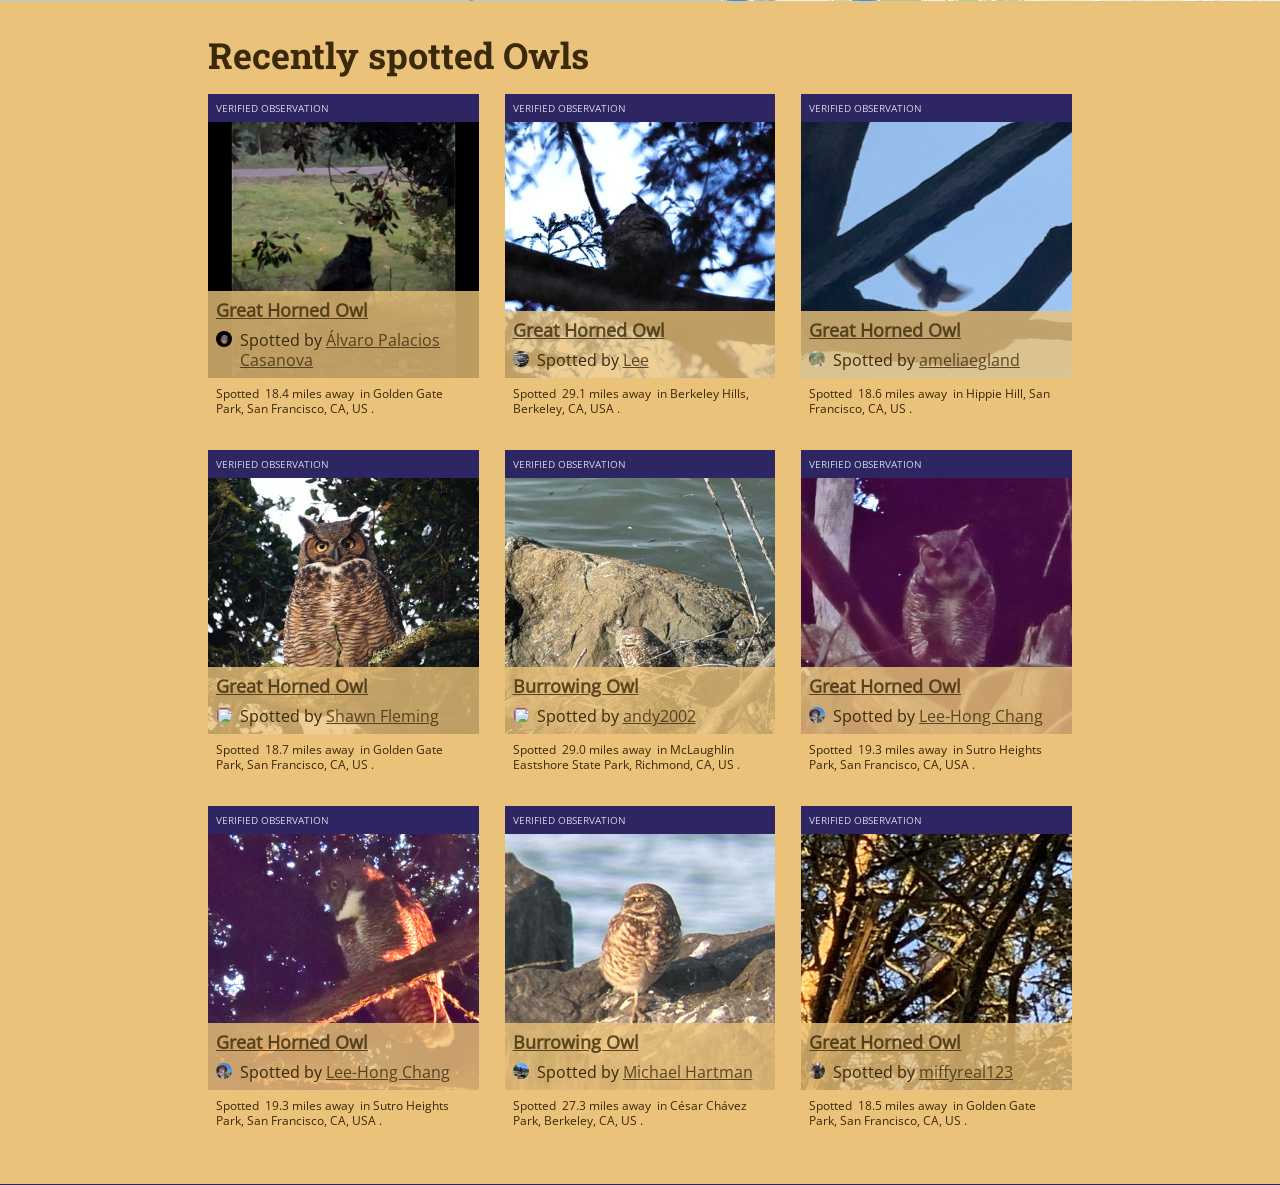 Recently spotted Owls
VERIFIED OBSERVATION
Great Horned Owl
Spotted by Álvaro Palacios
Casanova
Spotted 18.4 miles away in Golden Gate
Park, San Francisco, CA, US .
VERIFIED OBSERVATION
Great Horned Owl
Spotted by Lee
Spotted 29.1 miles away in Berkeley Hills,
Berkeley, CA, USA .
VERIFIED OBSERVATION
Great Horned Owl
Spotted by ameliaegland
Spotted 18.6 miles away in Hippie Hill, San
Francisco, CA, US .
VERIFIED OBSERVATION
Great Horned Owl
Spotted by Shawn Fleming
Spotted 18.7 miles away in Golden Gate
Park, San Francisco, CA, US .
VERIFIED OBSERVATION
Burrowing Owl
Spotted by andy2002
Spotted 29.0 miles away in McLaughlin
Eastshore State Park, Richmond, CA, US .
VERIFIED OBSERVATION
Great Horned Owl
Spotted by Lee-Hong Chang
Spotted 19.3 miles away in Sutro Heights
Park, San Francisco, CA, USA .
VERIFIED OBSERVATION
Great Horned Owl
Spotted by Lee-Hong Chang
Spotted 19.3 miles away in Sutro Heights
Park, San Francisco, CA, USA .
VERIFIED OBSERVATION
Burrowing Owl
Spotted by Michael Hartman
Spotted 27.3 miles away in César Chávez
Park, Berkeley, CA, US .
VERIFIED OBSERVATION
Great Horned Owl
Spotted by miffyreal123
Spotted 18.5 miles away in Golden Gate
Park, San Francisco, CA, US .